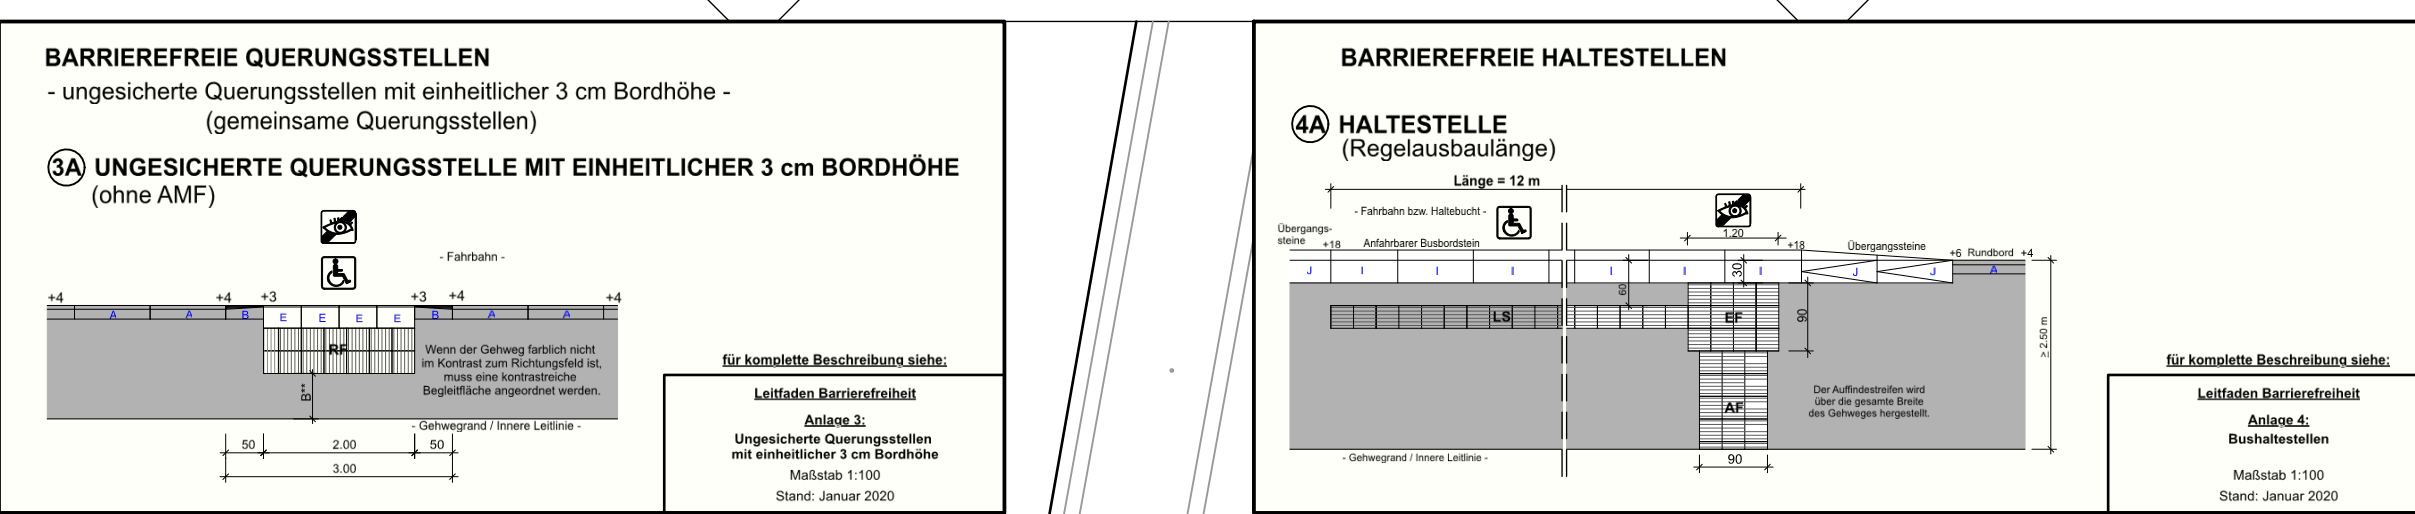 BARRIEREFREIE QUERUNGSSTELLEN
- ungesicherte Querungsstellen mit einheitlicher 3 cm Bordhöhe -
(gemeinsame Querungsstellen)
3A UNGESICHERTE QUERUNGSSTELLE MIT EINHEITLICHER 3 cm BORDHÖHE
(ohne AMF)
- Fahrbahn -
+4 +4 +3 +3 +4 +4
A A B E E E E B A A
RF
Wenn der Gehweg farblich nicht
im Kontrast zum Richtungsfeld ist,
muss eine kontrastreiche
Begleitfläche angeordnet werden.
B**
- Gehwegrand / Innere Leitlinie -
50 2.00 50
3.00
für komplette Beschreibung siehe:
Leitfaden Barrierefreiheit
Anlage 3:
Ungesicherte Querungsstellen
mit einheitlicher 3 cm Bordhöhe
Maßstab 1:100
Stand: Januar 2020
BARRIEREFREIE HALTESTELLEN
4A HALTESTELLE
(Regelausbaulänge)
Länge = 12 m
- Fahrbahn bzw. Haltebucht -
Übergangs-
steine
+18 Anfahrbarer Busbordstein
1.20
+18 Übergangssteine
+6 Rundbord +4
J I I I I I I J J A
30
60
LS EF
90
≥ 2.50 m
AF
Der Auffindestreifen wird
über die gesamte Breite
des Gehweges hergestellt.
- Gehwegrand / Innere Leitlinie -
90
für komplette Beschreibung siehe:
Leitfaden Barrierefreiheit
Anlage 4:
Bushaltestellen
Maßstab 1:100
Stand: Januar 2020